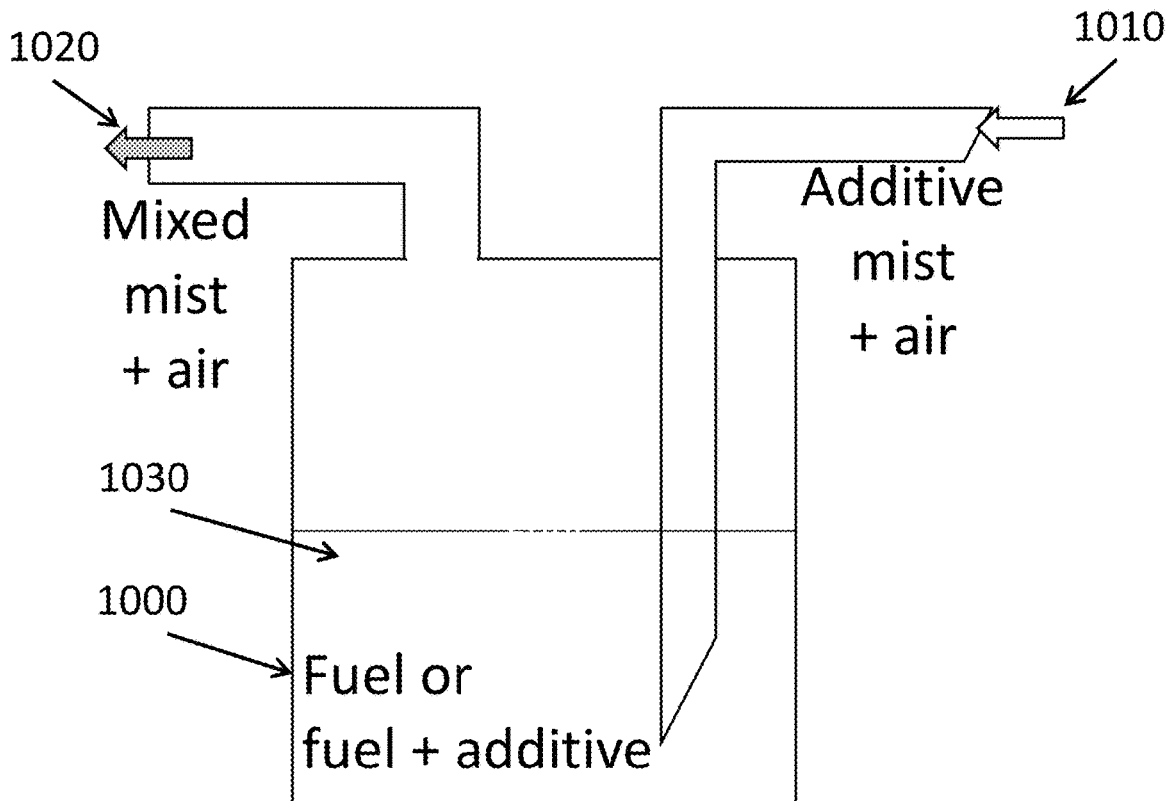 1020
1010
Mixed
mist
+ air
Additive
mist
+ air
1030
1000
Fuel or
fuel + additive